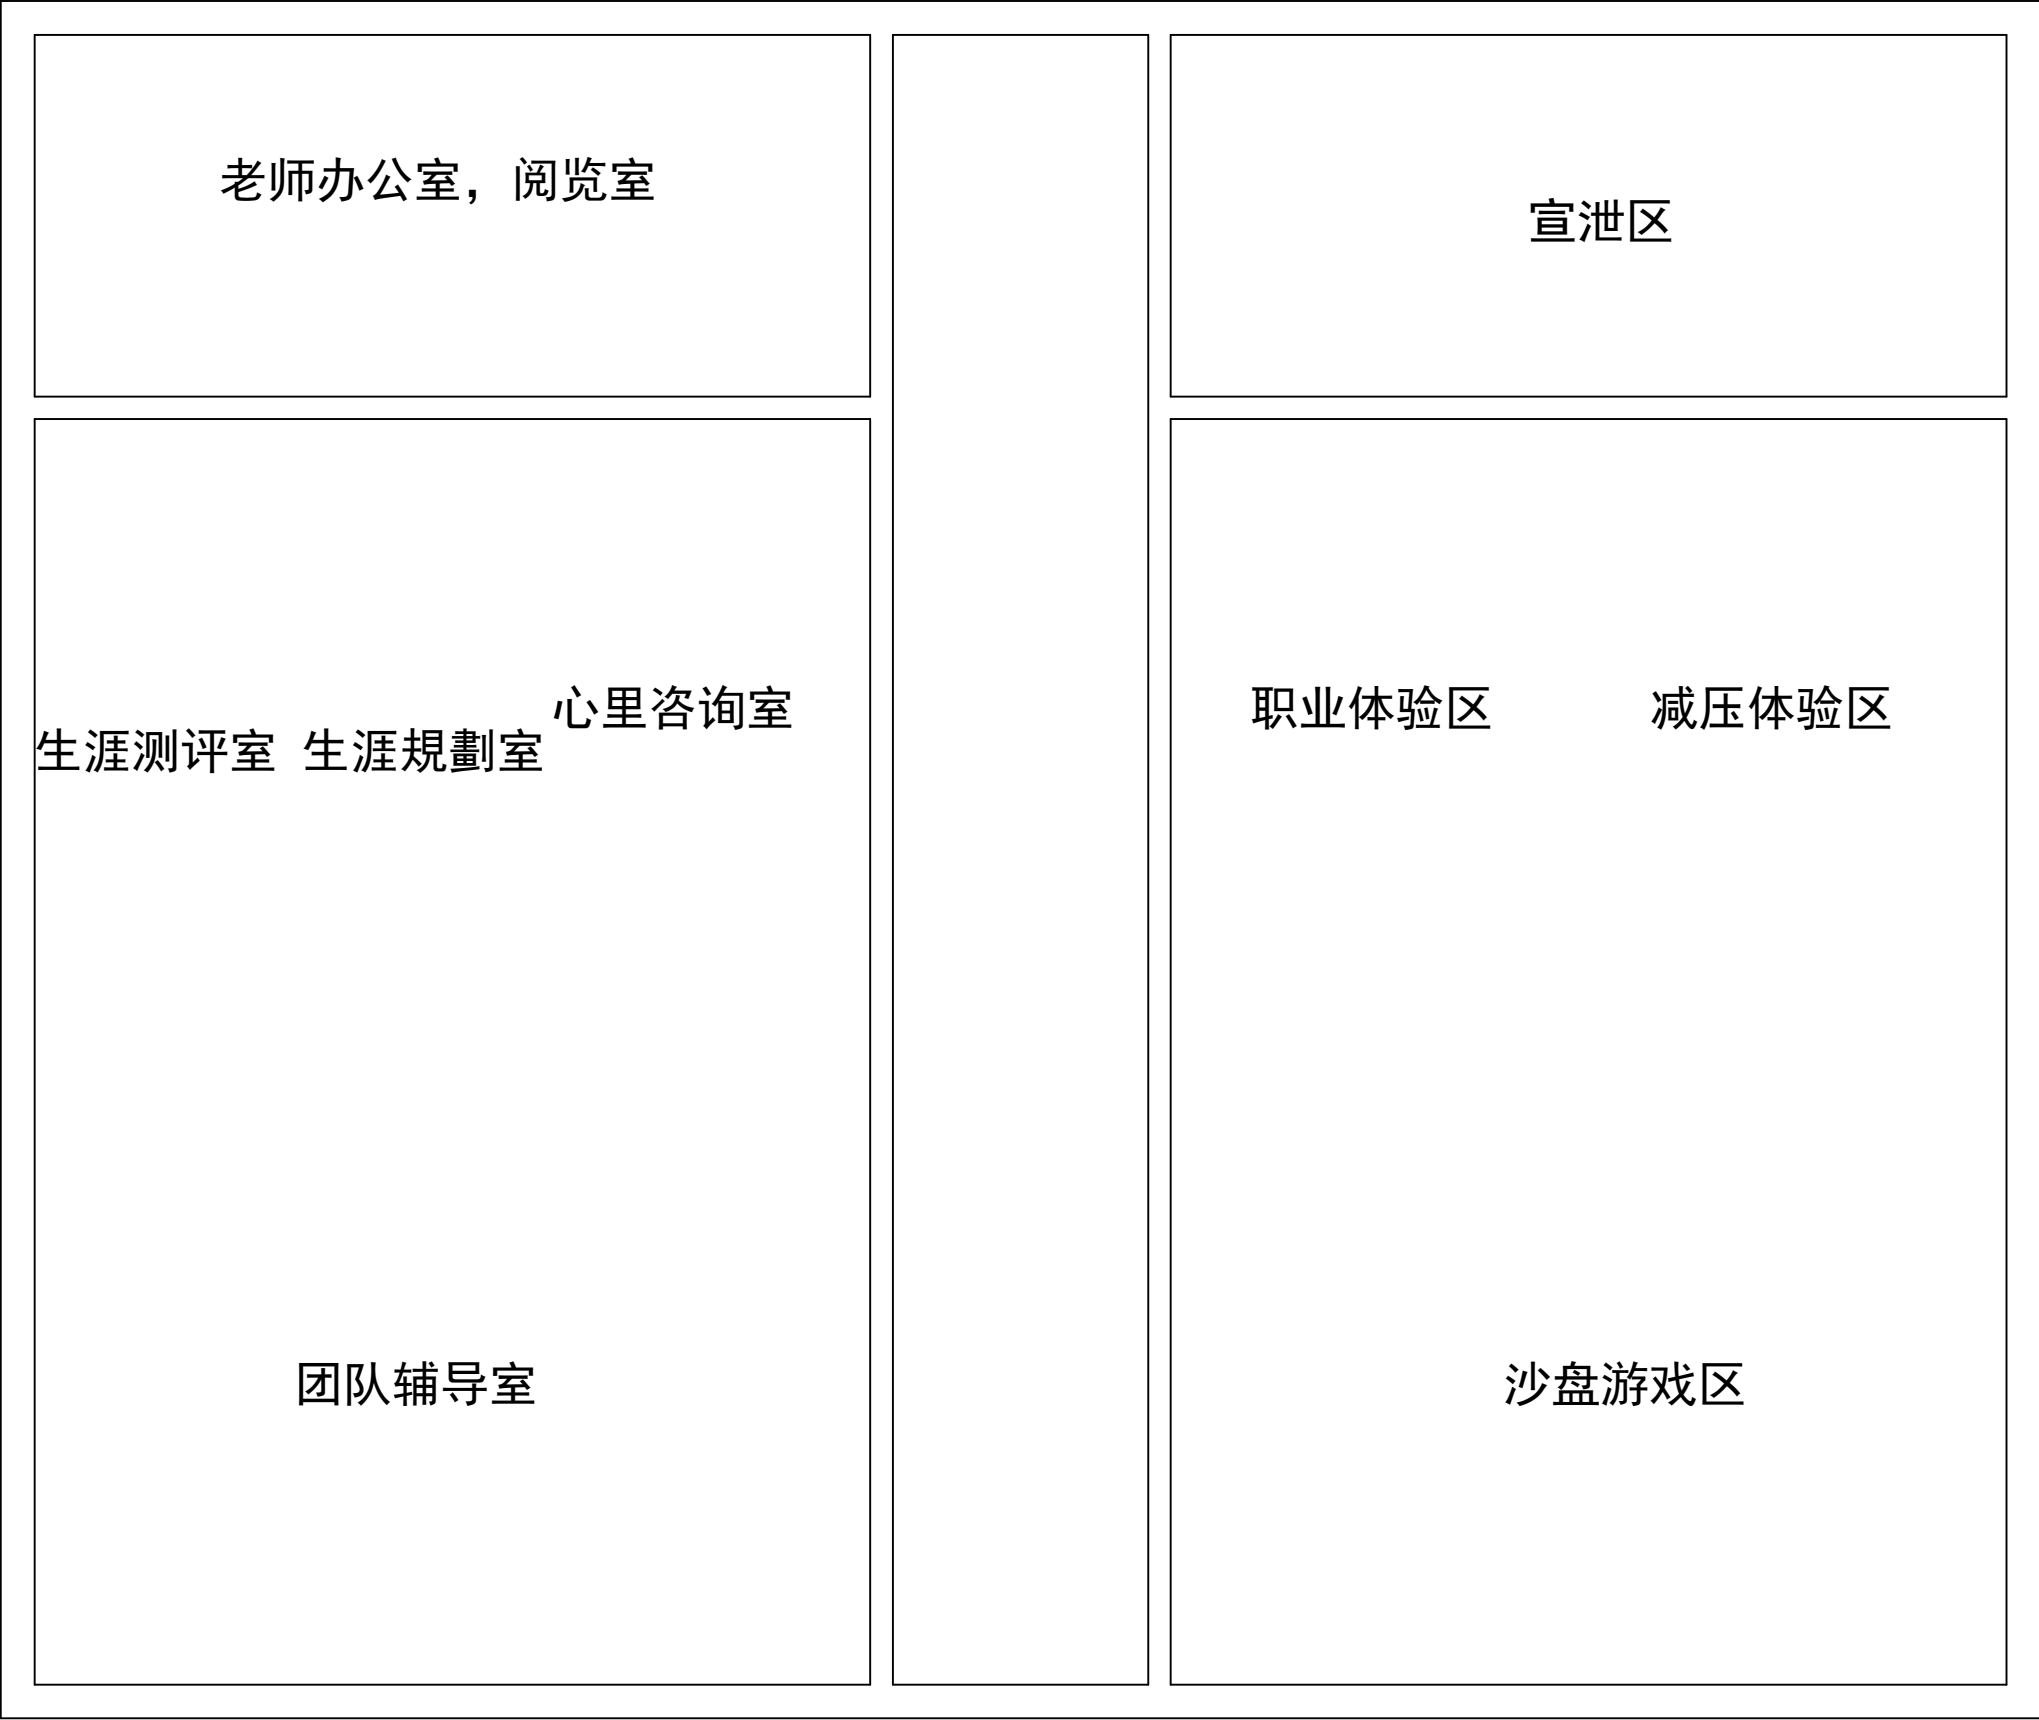 老师办公室，阅览室
宣泄区
心里咨询室
生涯测评室 生涯規劃室
职业体验区 减压体验区
团队辅导室
沙盘游戏区